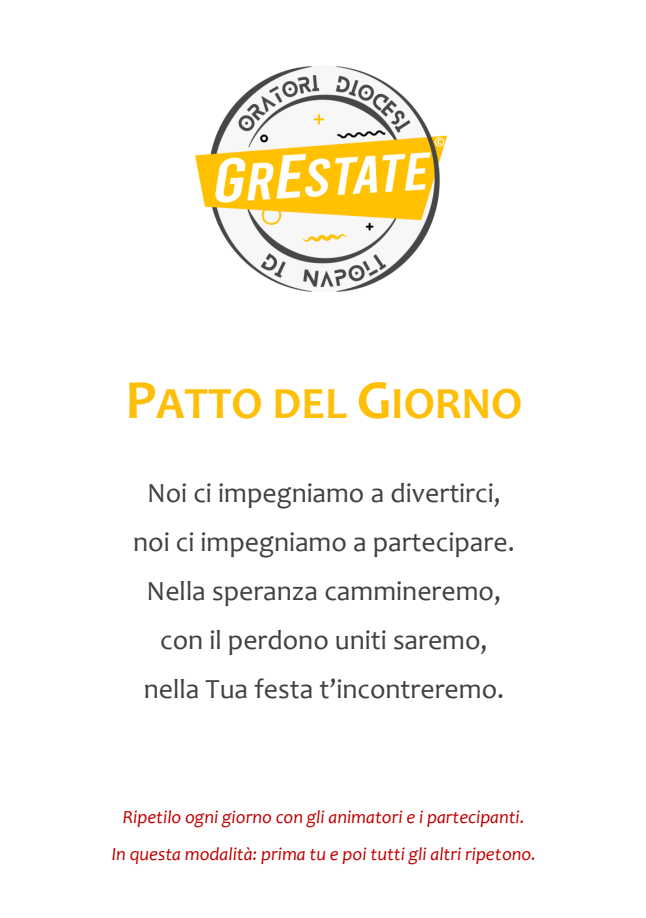 ORATORI DIOCESI
©
GRESTATE
DI NAPOLI
PATTO DEL GIORNO
Noi ci impegniamo a divertirci,
noi ci impegniamo a partecipare.
Nella speranza cammineremo,
con il perdono uniti saremo,
nella Tua festa t’incontreremo.
Ripetilo ogni giorno con gli animatori e i partecipanti.
In questa modalità: prima tu e poi tutti gli altri ripetono.